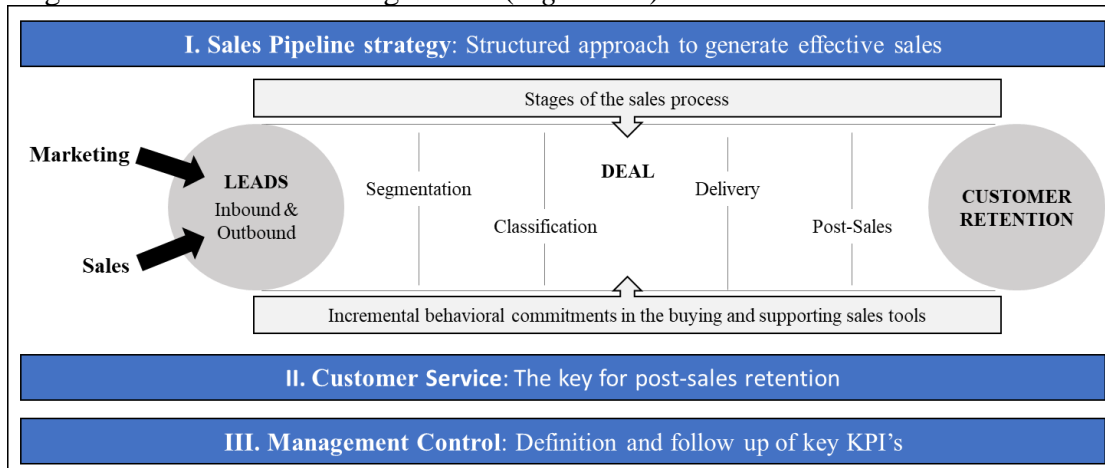 I. Sales Pipeline strategy: Structured approach to generate effective sales
Stages of the sales process
Marketing
Sales
LEADS
Inbound &
Outbound
Segmentation
Classification
DEAL
Delivery
Post-Sales
CUSTOMER
RETENTION
Incremental behavioral commitments in the buying and supporting sales tools
II. Customer Service: The key for post-sales retention
III. Management Control: Definition and follow up of key KPI's